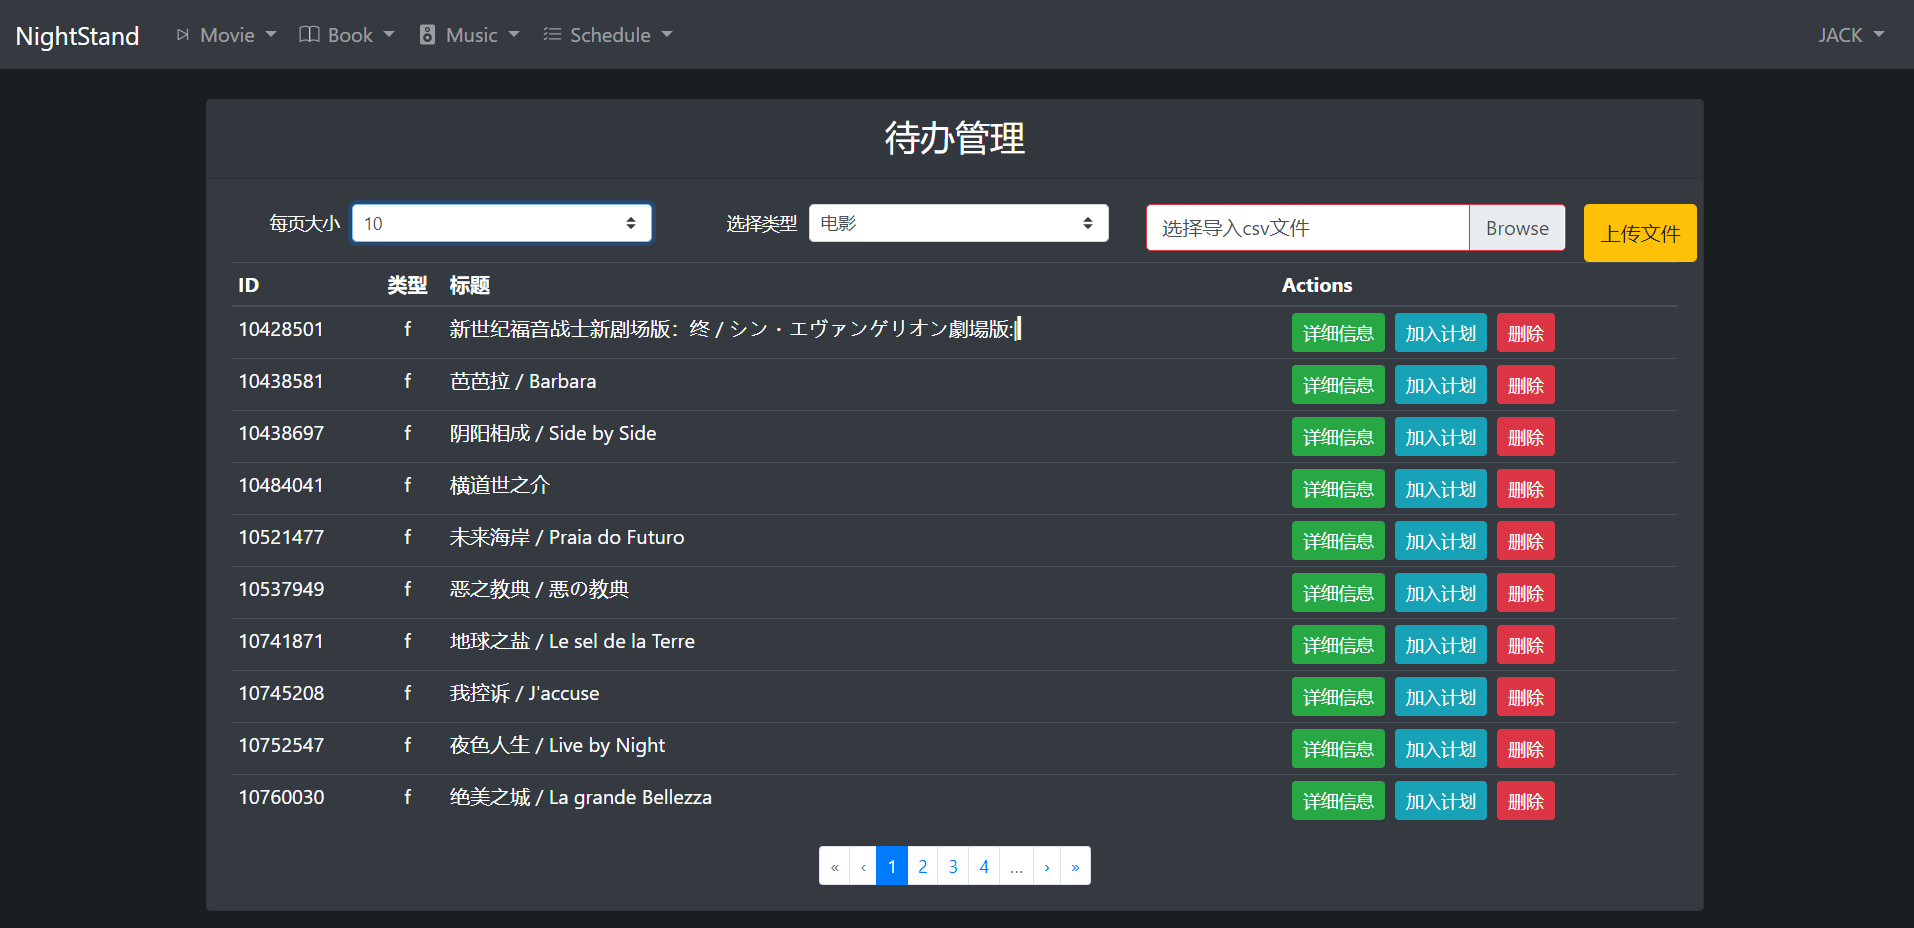 NightStand Movie Book Music Schedule JACK
待办管理
每页大小 10 选择类型 电影 选择导入csv文件 Browse 上传文件
ID 类型 标题 Actions
10428501 f 新世纪福音战士新剧场版：终 / シン・エヴァンゲリオン劇場版:|| 详细信息 加入计划 删除
10438581 f 芭芭拉 / Barbara 详细信息 加入计划 删除
10438697 f 阴阳相成 / Side by Side 详细信息 加入计划 删除
10484041 f 横道世之介 详细信息 加入计划 删除
10521477 f 未来海岸 / Praia do Futuro 详细信息 加入计划 删除
10537949 f 恶之教典 / 悪の教典 详细信息 加入计划 删除
10741871 f 地球之盐 / Le sel de la Terre 详细信息 加入计划 删除
10745208 f 我控诉 / J'accuse 详细信息 加入计划 删除
10752547 f 夜色人生 / Live by Night 详细信息 加入计划 删除
10760030 f 绝美之城 / La grande Bellezza 详细信息 加入计划 删除
« ‹ 1 2 3 4 ... › »